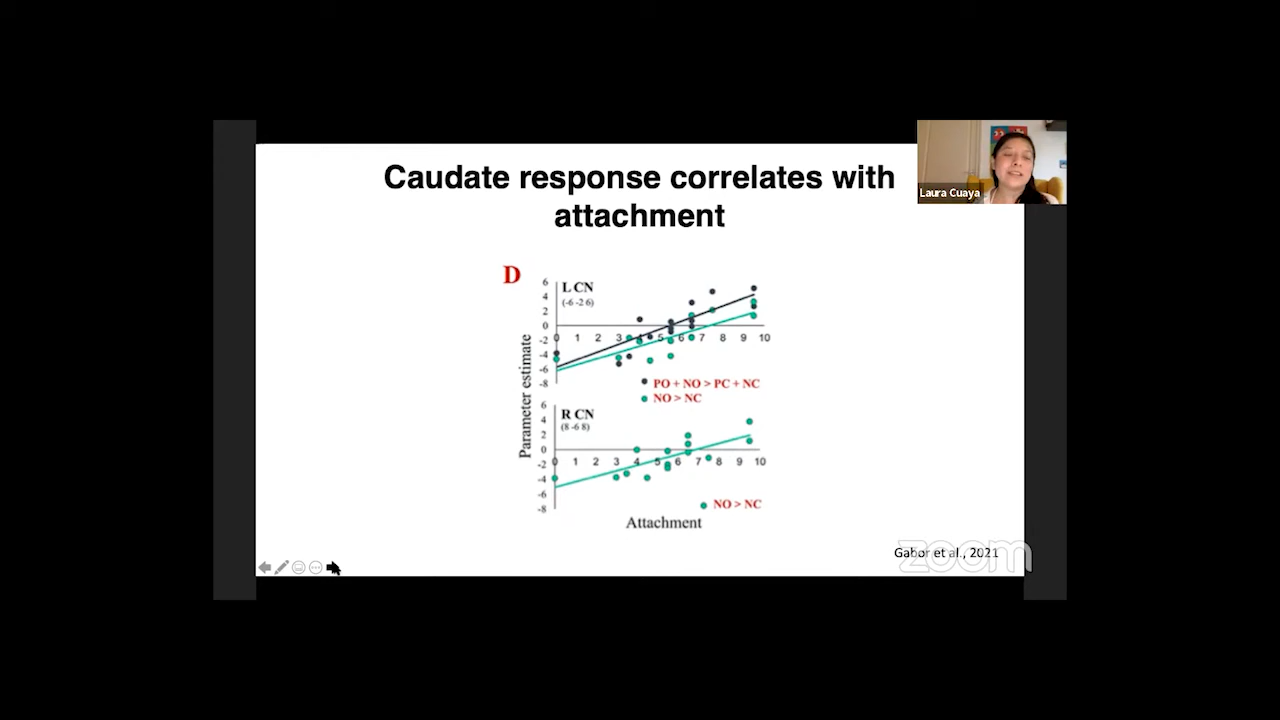 Caudate response correlates with
attachment
Laura Cuaya
D
L CN
(-6 -2 6)
6
4
2
0
-2
-4
-6
-8
0 1 2 3 4 5 6 7 8 9 10
PO + NO > PC + NC
NO > NC
Parameter estimate
R CN
(8 -6 8)
6
4
2
0
-2
-4
-6
-8
0 1 2 3 4 5 6 7 8 9 10
NO > NC
Attachment
Gabor et al., 2021
zoom